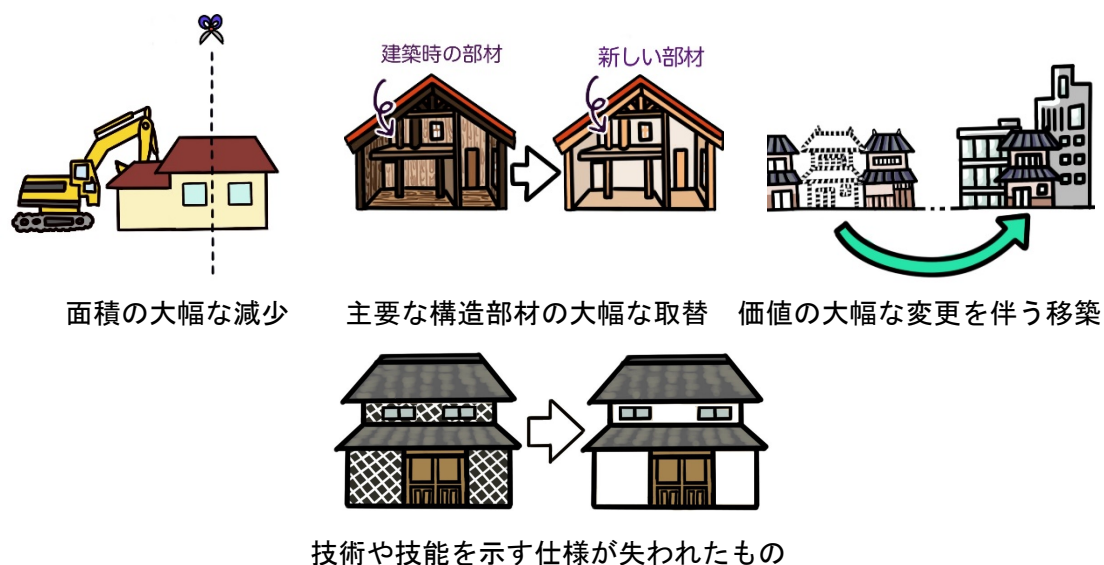 建築時の部材
新しい部材
面積の大幅な減少
主要な構造部材の大幅な取替
価値の大幅な変更を伴う移築
技術や技能を示す仕様が失われたもの